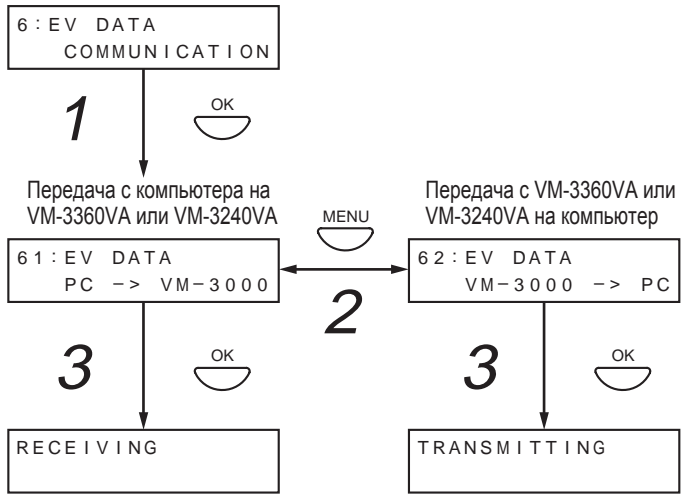 6:EV DATA
COMMUNICATION
1
OK
Передача с компьютера на
VM-3360VA или VM-3240VA
MENU
Передача с VM-3360VA или
VM-3240VA на компьютер
61:EV DATA
PC –> VM–3000
2
62:EV DATA
VM–3000 –> PC
3
OK
3
OK
RECEIVING
TRANSMITTING